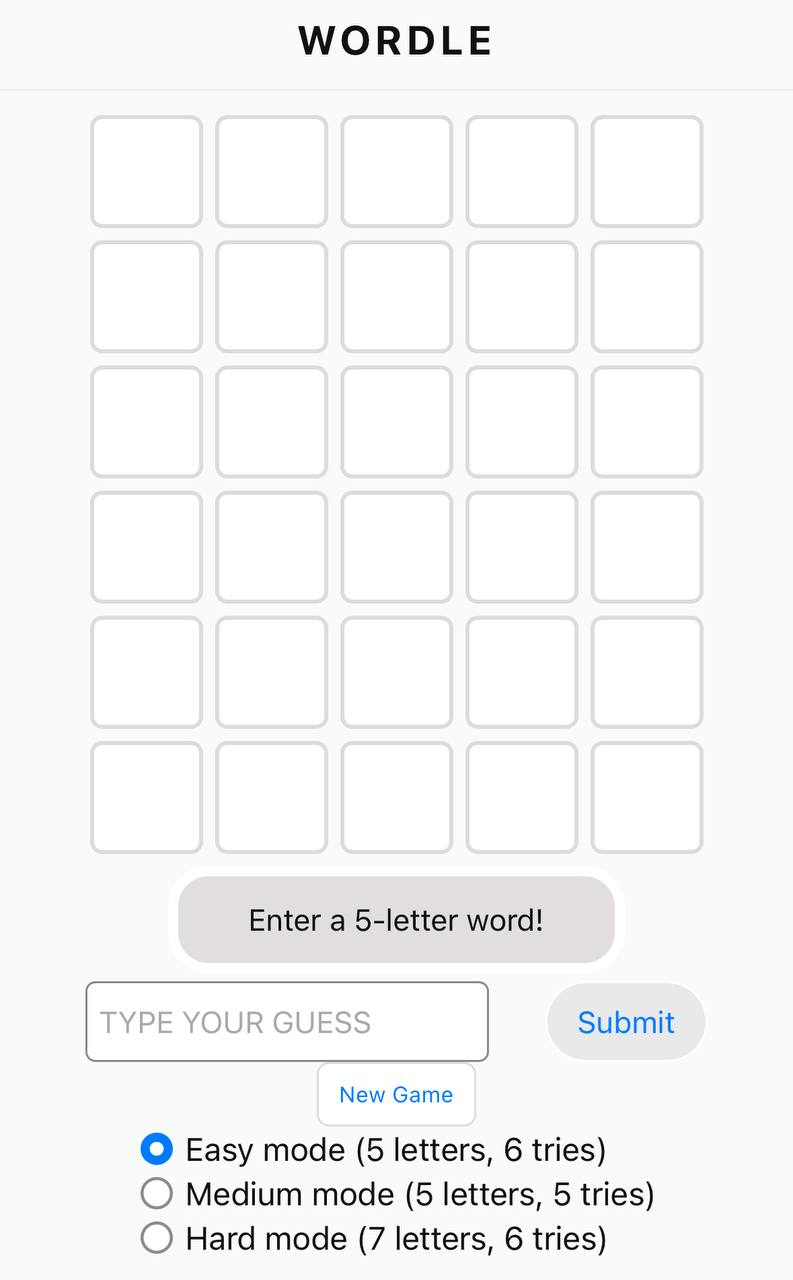 WORDLE
Enter a 5-letter word!
TYPE YOUR GUESS
Submit
New Game
Easy mode (5 letters, 6 tries)
Medium mode (5 letters, 5 tries)
Hard mode (7 letters, 6 tries)